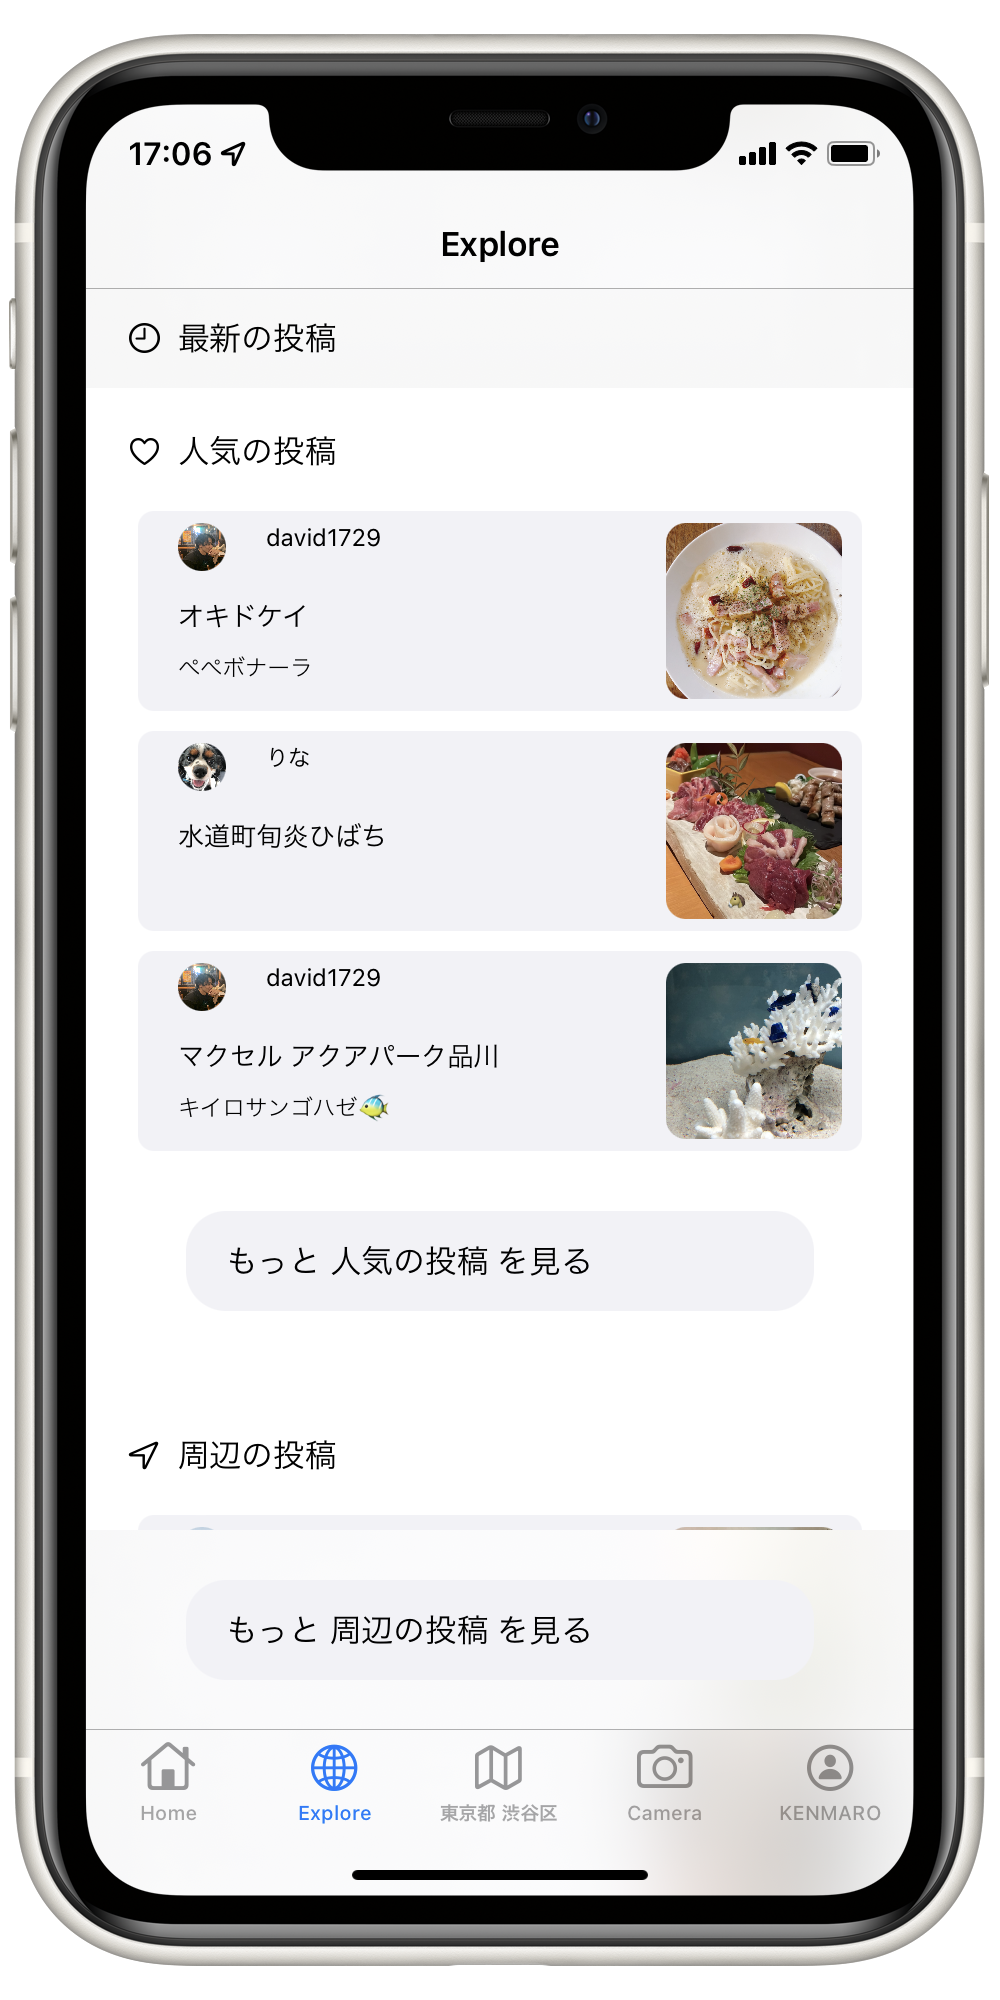 17:06
Explore
最新の投稿
人気の投稿
david1729
オキドケイ
ペペボナーラ
りな
水道町旬炎ひばち
david1729
マクセル アクアパーク品川
キイロサンゴハゼ🐠
もっと 人気の投稿 を見る
周辺の投稿
もっと 周辺の投稿 を見る
Home
Explore
東京都 渋谷区
Camera
KENMARO